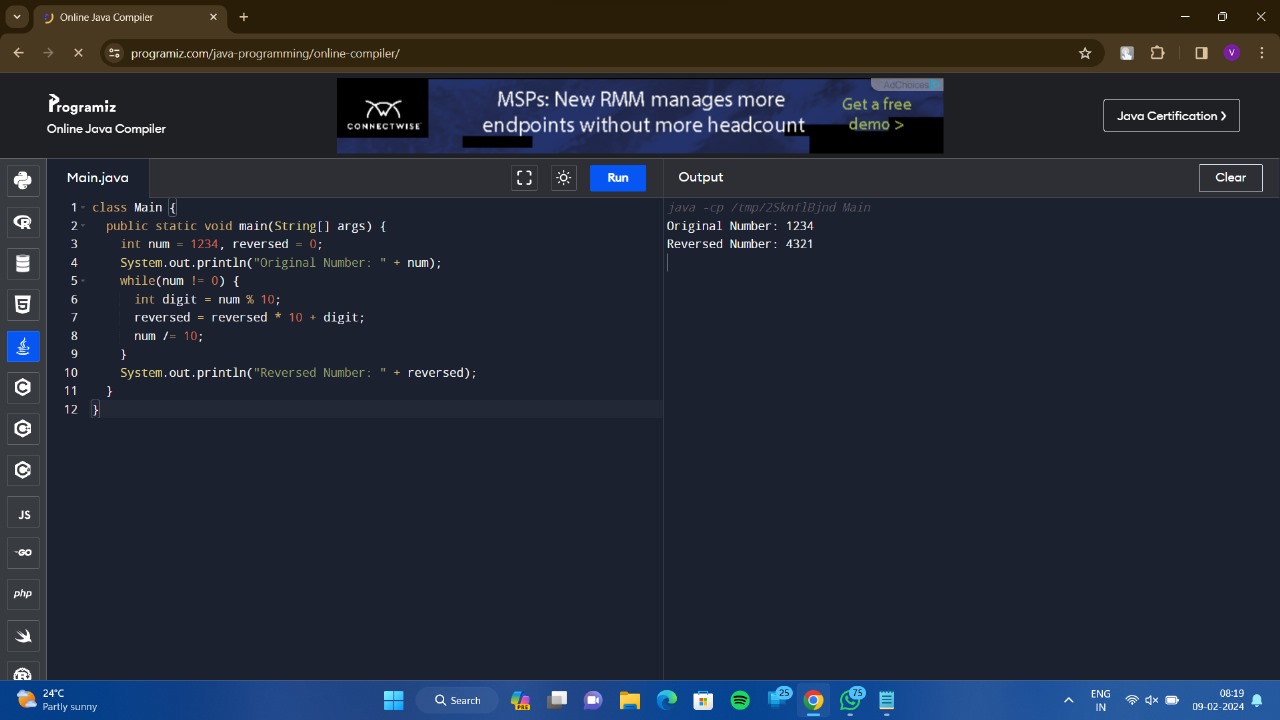 Online Java Compiler
programiz.com/java-programming/online-compiler/
V
Programiz
Online Java Compiler
CONNECTWISE
MSPs: New RMM manages more
endpoints without more headcount
AdChoices
Get a free
demo >
Java Certification ❯
Main.java
Run
Output
Clear
1 class Main {
2 public static void main(String[] args) {
3 int num = 1234, reversed = 0;
4 System.out.println("Original Number: " + num);
5 while(num != 0) {
6 int digit = num % 10;
7 reversed = reversed * 10 + digit;
8 num /= 10;
9 }
10 System.out.println("Reversed Number: " + reversed);
11 }
12 }
java -cp /tmp/2SknflBjnd Main
Original Number: 1234
Reversed Number: 4321
R
5
C
C
C
JS
GO
php
24°C
Partly sunny
Search
PRE
25
75
ENG
IN
08:19
09-02-2024